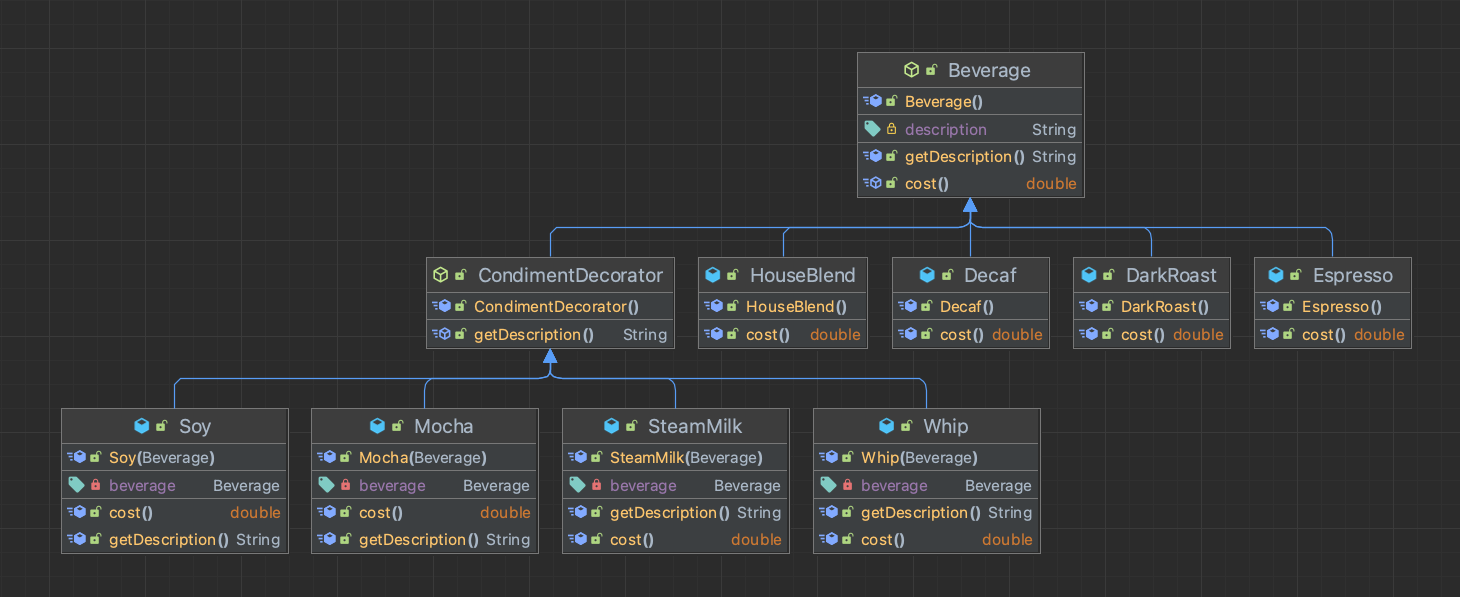 Beverage
Beverage()
description String
getDescription() String
cost() double
CondimentDecorator
CondimentDecorator()
getDescription() String
HouseBlend
HouseBlend()
cost() double
Decaf
Decaf()
cost() double
DarkRoast
DarkRoast()
cost() double
Espresso
Espresso()
cost() double
Soy
Soy(Beverage)
beverage Beverage
cost() double
getDescription() String
Mocha
Mocha(Beverage)
beverage Beverage
cost() double
getDescription() String
SteamMilk
SteamMilk(Beverage)
beverage Beverage
getDescription() String
cost() double
Whip
Whip(Beverage)
beverage Beverage
getDescription() String
cost() double